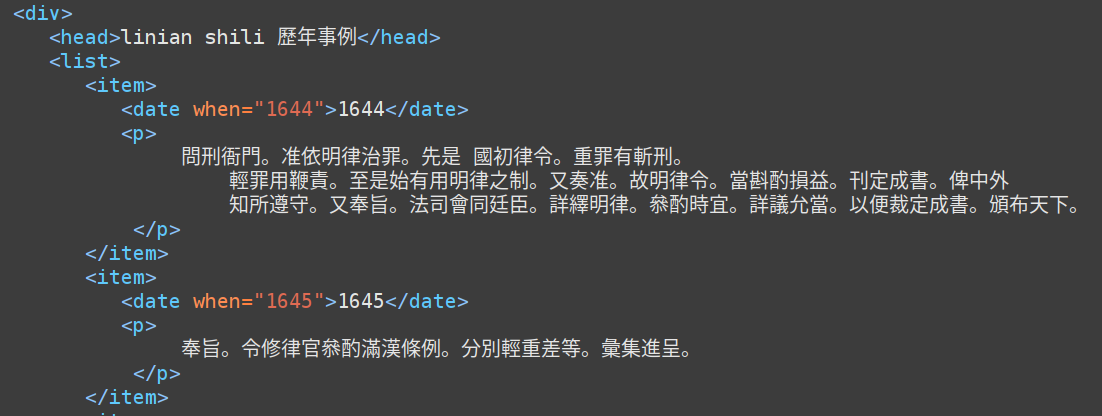 <div>
<head>linian shili 歷年事例</head>
<list>
<item>
<date when="1644">1644</date>
<p>
問刑衙門。准依明律治罪。先是 國初律令。重罪有斬刑。
輕罪用鞭責。至是始有用明律之制。又奏准。故明律令。當斟酌損益。刊定成書。俾中外
知所遵守。又奉旨。法司會同廷臣。詳繹明律。叅酌時宜。詳議允當。以便裁定成書。頒布天下。
</p>
</item>
<item>
<date when="1645">1645</date>
<p>
奉旨。令修律官叅酌滿漢條例。分別輕重差等。彙集進呈。
</p>
</item>